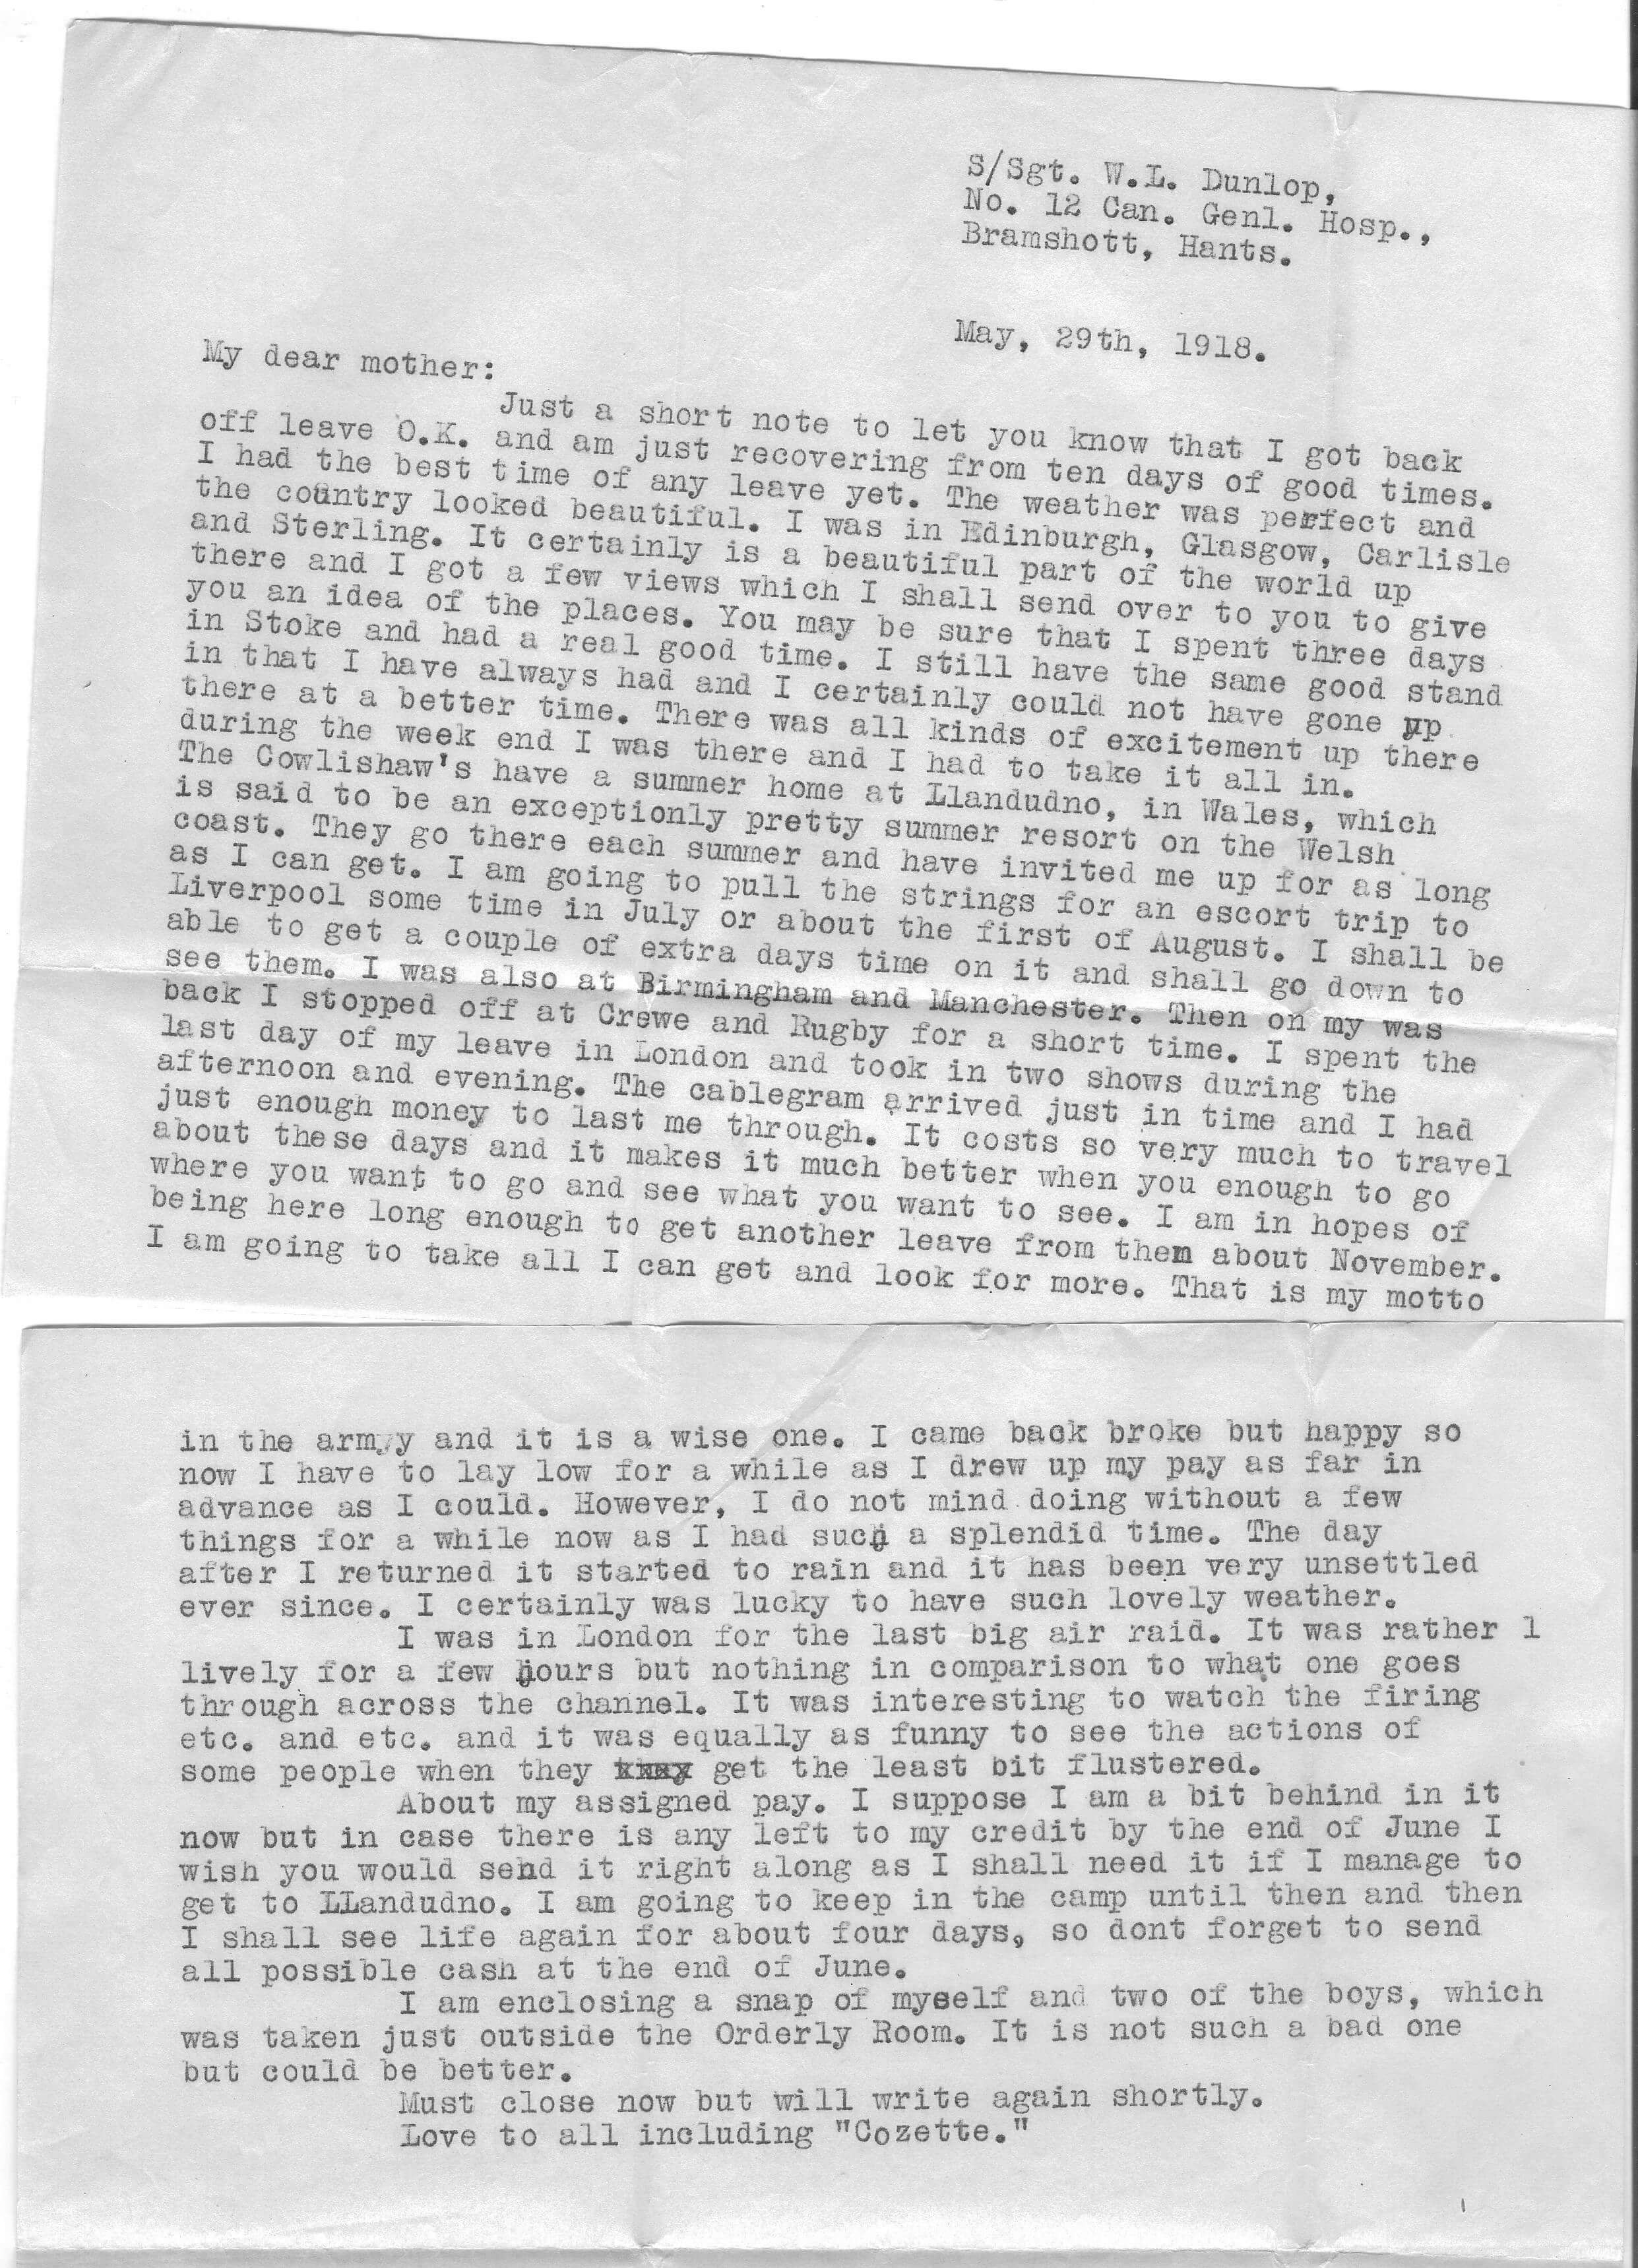 S/Sgt. W.L. Dunlop,
No. 12 Can. Genl. Hosp.,
Bramshott, Hants.
May, 29th, 1918.
My dear mother:
Just a short note to let you know that I got back
off leave O.K. and am just recovering from ten days of good times.
I had the best time of any leave yet. The weather was perfect and
the country looked beautiful. I was in Edinburgh, Glasgow, Carlisle
and Sterling. It certainly is a beautiful part of the world up
there and I got a few views which I shall send over to you to give
you an idea of the places. You may be sure that I spent three days
in Stoke and had a real good time. I still have the same good stand
in that I have always had and I certainly could not have gone up
there at a better time. There was all kinds of excitement up there
during the week end I was there and I had to take it all in.
The Cowlishaw's have a summer home at Llandudno, in Wales, which
is said to be an exceptionly pretty summer resort on the Welsh
coast. They go there each summer and have invited me up for as long
as I can get. I am going to pull the strings for an escort trip to
Liverpool some time in July or about the first of August. I shall be
able to get a couple of extra days time on it and shall go down to
see them. I was also at Birmingham and Manchester. Then on my was
back I stopped off at Crewe and Rugby for a short time. I spent the
last day of my leave in London and took in two shows during the
afternoon and evening. The cablegram arrived just in time and I had
just enough money to last me through. It costs so very much to travel
about these days and it makes it much better when you enough to go
where you want to go and see what you want to see. I am in hopes of
being here long enough to get another leave from them about November.
I am going to take all I can get and look for more. That is my motto
in the army and it is a wise one. I came back broke but happy so
now I have to lay low for a while as I drew up my pay as far in
advance as I could. However, I do not mind doing without a few
things for a while now as I had such a splendid time. The day
after I returned it started to rain and it has been very unsettled
ever since. I certainly was lucky to have such lovely weather.
I was in London for the last big air raid. It was rather l
lively for a few hours but nothing in comparison to what one goes
through across the channel. It was interesting to watch the firing
etc. and etc. and it was equally as funny to see the actions of
some people when they get the least bit flustered.
About my assigned pay. I suppose I am a bit behind in it
now but in case there is any left to my credit by the end of June I
wish you would send it right along as I shall need it if I manage to
get to LLandudno. I am going to keep in the camp until then and then
I shall see life again for about four days, so dont forget to send
all possible cash at the end of June.
I am enclosing a snap of myself and two of the boys, which
was taken just outside the Orderly Room. It is not such a bad one
but could be better.
Must close now but will write again shortly.
Love to all including "Cozette."